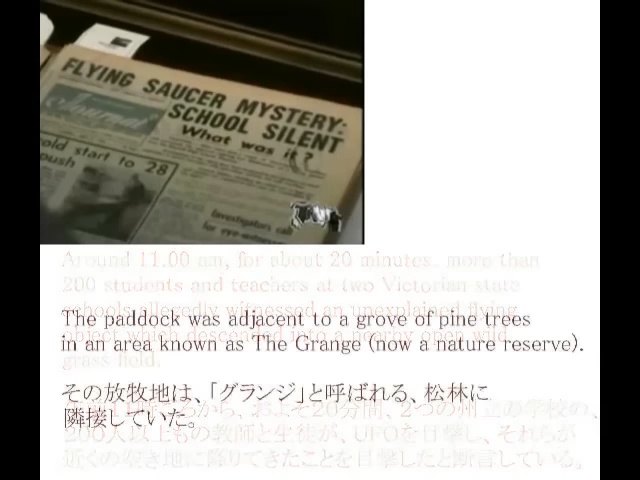 FLYING SAUCER MYSTERY:
SCHOOL SILENT
What was it?
Journal
old start to 28
push
Investigators call
for eye-witnesses
Around 11.00 am, for about 20 minutes, more than
200 students and teachers at two Victorian state
schools allegedly witnessed an unexplained flying
object which descended into a nearby open wild
grass field.
The paddock was adjacent to a grove of pine trees
in an area known as The Grange (now a nature reserve).
その放牧地は、「グランジ」と呼ばれる、松林に
隣接していた。
から、およそ20分間、2つの州立の学校の、
200人以上もの教師と生徒が、UFOを目撃し、それらが
近くの空き地に降りてきたことを目撃したと断言している。